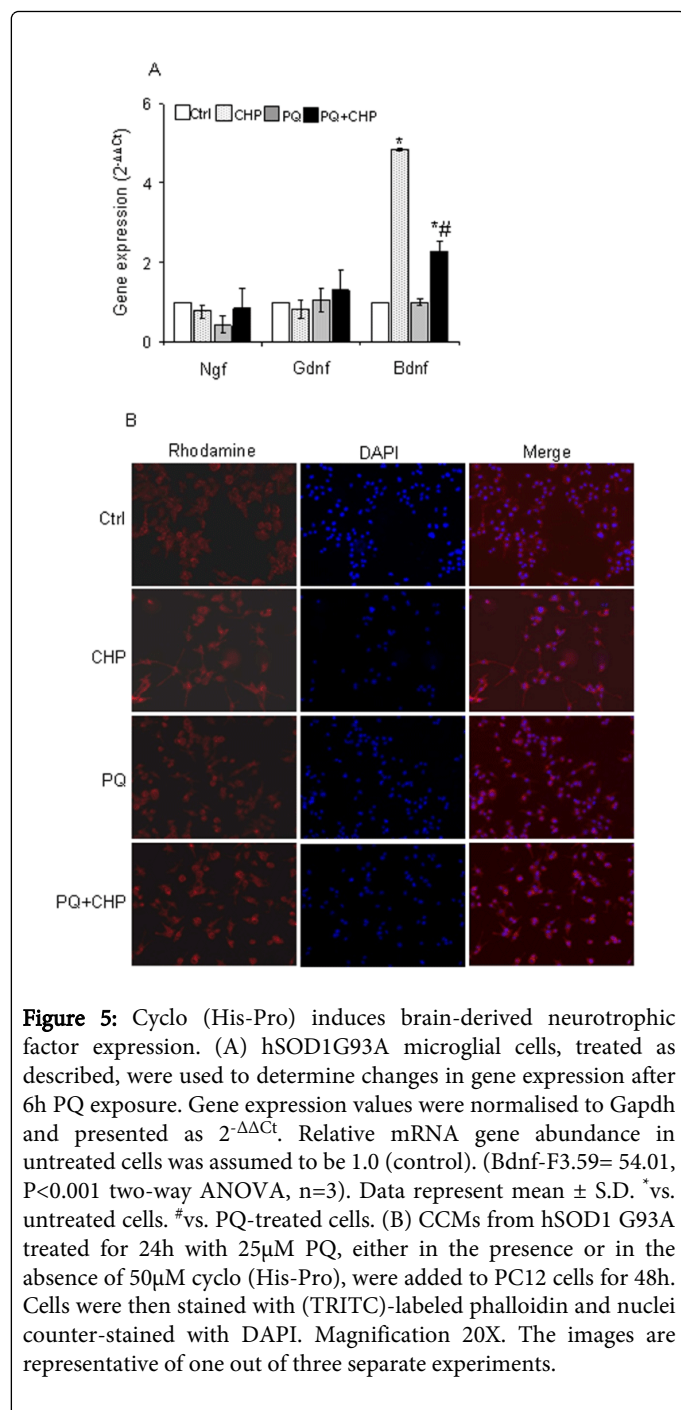 A
6
Ctrl CHP PQ PQ+CHP
*
4
Gene expression (2^-ΔΔCt)
*#
2
0
Ngf Gdnf Bdnf
B
Rhodamine DAPI Merge
Ctrl
CHP
PQ
PQ+CHP
Figure 5: Cyclo (His-Pro) induces brain-derived neurotrophic
factor expression. (A) hSOD1G93A microglial cells, treated as
described, were used to determine changes in gene expression after
6h PQ exposure. Gene expression values were normalised to Gapdh
and presented as 2^-ΔΔCt. Relative mRNA gene abundance in
untreated cells was assumed to be 1.0 (control). (Bdnf-F3.59= 54.01,
P<0.001 two-way ANOVA, n=3). Data represent mean ± S.D. *vs.
untreated cells. #vs. PQ-treated cells. (B) CCMs from hSOD1 G93A
treated for 24h with 25μM PQ, either in the presence or in the
absence of 50μM cyclo (His-Pro), were added to PC12 cells for 48h.
Cells were then stained with (TRITC)-labeled phalloidin and nuclei
counter-stained with DAPI. Magnification 20X. The images are
representative of one out of three separate experiments.